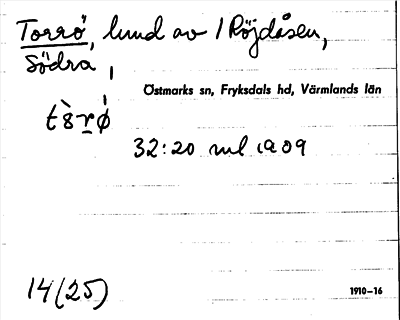 Torrö, lund av / Röjdåsen,
Södra,
Östmarks sn, Fryksdals hd, Värmlands län
32:20 ml 1909
14(25)
1910–16